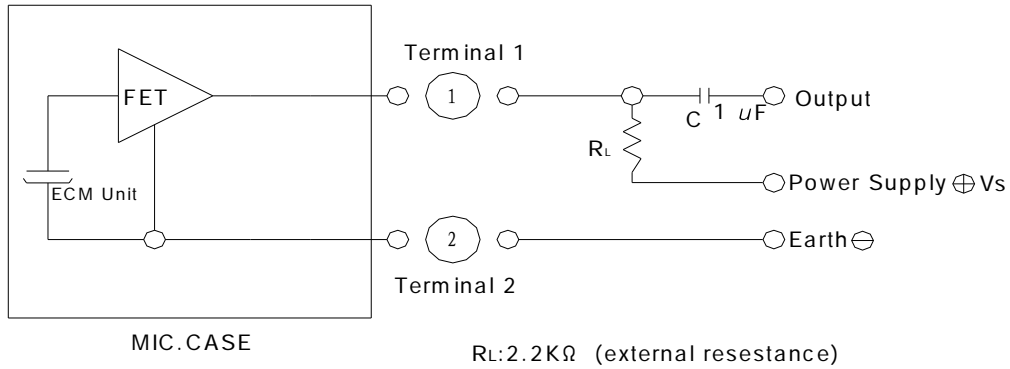 Terminal 1
FET
1
Output
C 1 uF
RL
ECM Unit
Power Supply ⊕ Vs
2
Earth ⊖
Terminal 2
MIC.CASE
RL:2.2KΩ (external resestance)